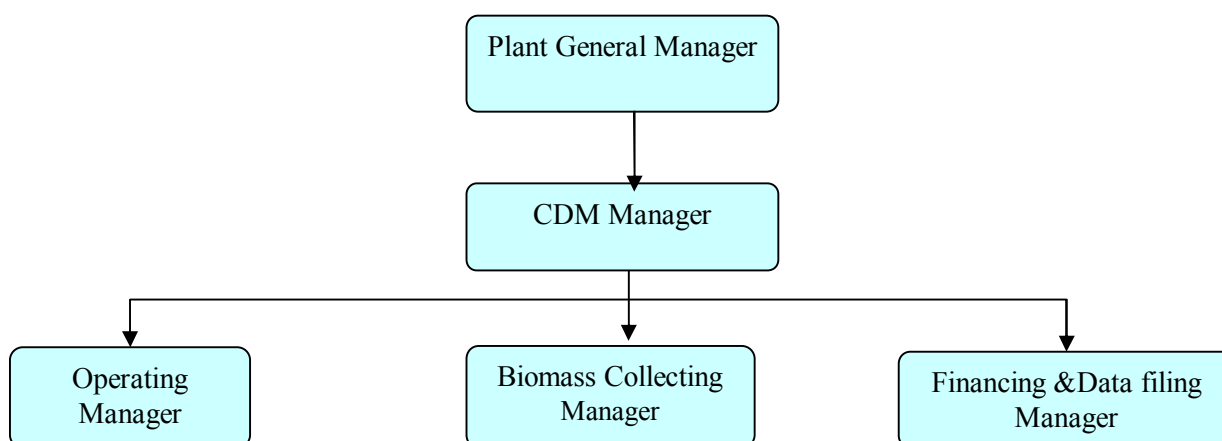 Plant General Manager
CDM Manager
Operating
Manager
Biomass Collecting
Manager
Financing &Data filing
Manager